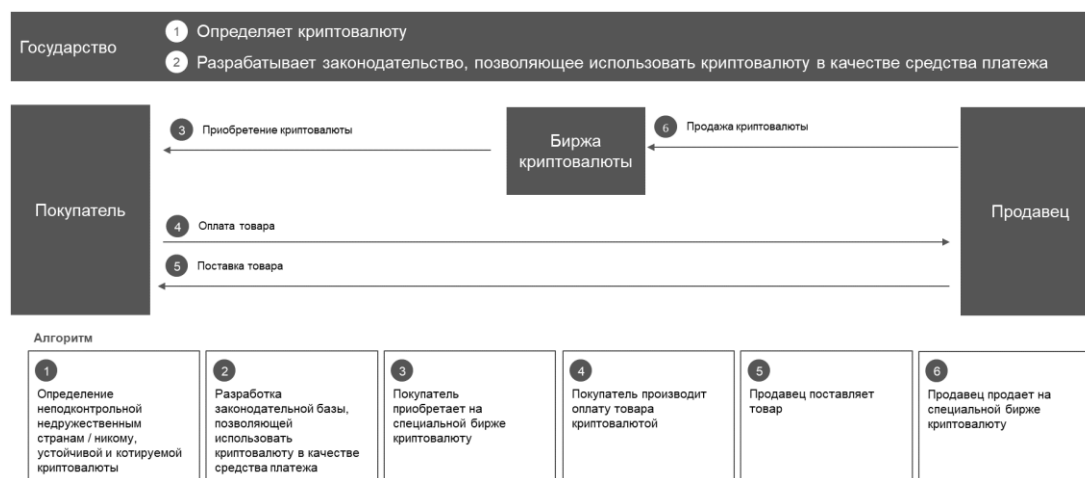 Государство
1 Определяет криптовалюту
2 Разрабатывает законодательство, позволяющее использовать криптовалюту в качестве средства платежа
Покупатель
3 Приобретение криптовалюты
Биржа
криптовалюты
6 Продажа криптовалюты
Продавец
4 Оплата товара
5 Поставка товара
Алгоритм
1
Определение
неподконтрольной
недружественным
странам / никому,
устойчивой и котируемой
криптовалюты
2
Разработка
законодательной базы,
позволяющей
использовать
криптовалюту в качестве
средства платежа
3
Покупатель
приобретает на
специальной бирже
криптовалюту
4
Покупатель производит
оплату товара
криптовалютой
5
Продавец поставляет
товар
6
Продавец продает на
специальной бирже
криптовалюту